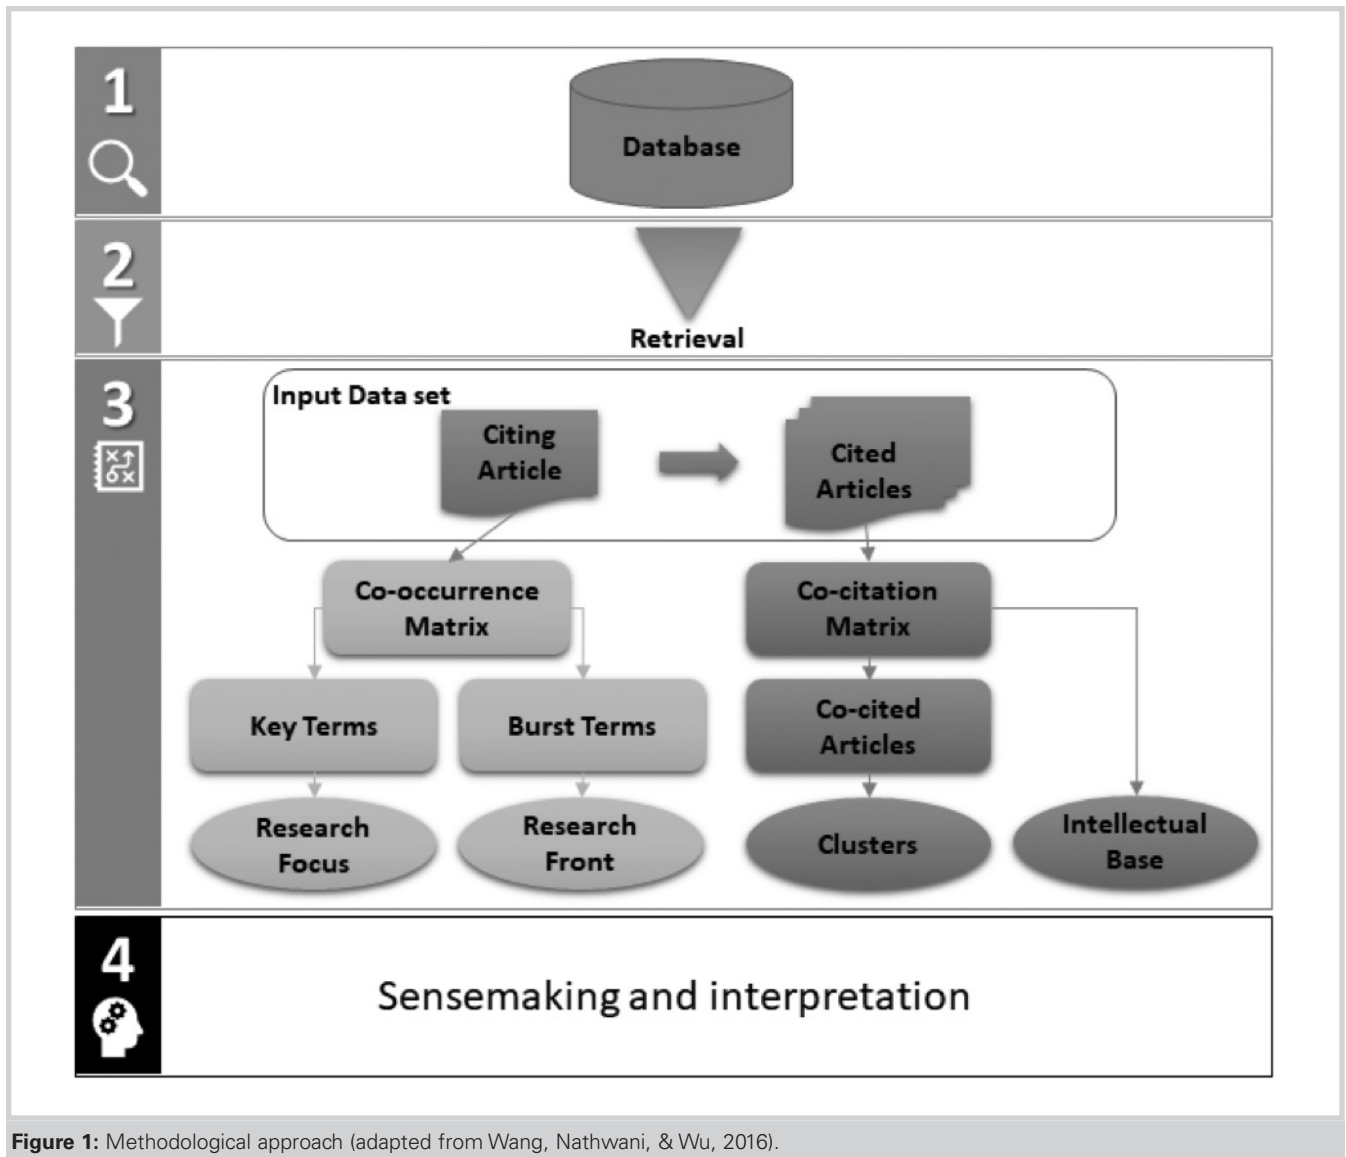 1
Database
2
Retrieval
3
Input Data set
Citing
Article
Cited
Articles
Co-occurrence
Matrix
Co-citation
Matrix
Key Terms
Burst Terms
Co-cited
Articles
Research
Focus
Research
Front
Clusters
Intellectual
Base
4
Sensemaking and interpretation
Figure 1: Methodological approach (adapted from Wang, Nathwani, & Wu, 2016).